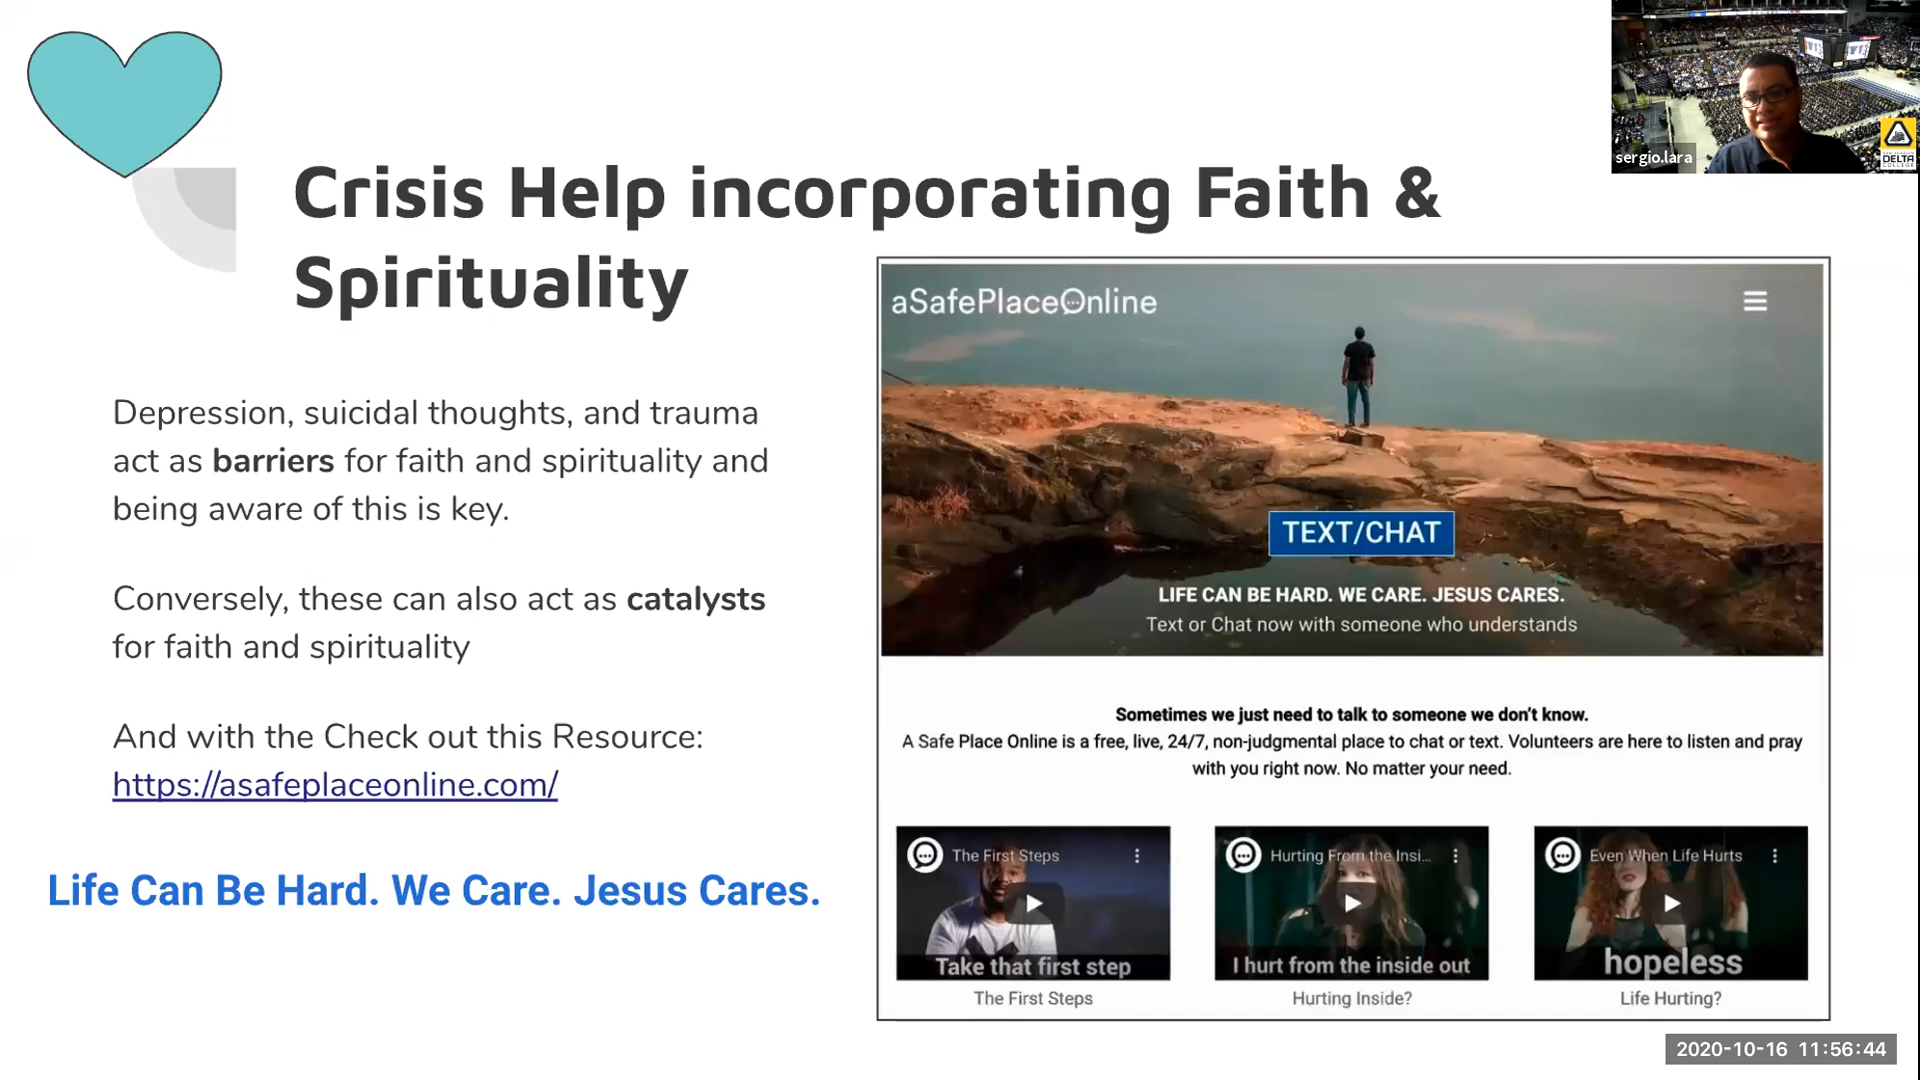 sergio.lara
DELTA
COLLEGE
Crisis Help incorporating Faith &
Spirituality
Depression, suicidal thoughts, and trauma
act as barriers for faith and spirituality and
being aware of this is key.
Conversely, these can also act as catalysts
for faith and spirituality
And with the Check out this Resource:
https://asafeplaceonline.com/
Life Can Be Hard. We Care. Jesus Cares.
aSafePlaceOnline
TEXT/CHAT
LIFE CAN BE HARD. WE CARE. JESUS CARES.
Text or Chat now with someone who understands
Sometimes we just need to talk to someone we don't know.
A Safe Place Online is a free, live, 24/7, non-judgmental place to chat or text. Volunteers are here to listen and pray
with you right now. No matter your need.
The First Steps
Take that first step
The First Steps
Hurting From the Insi...
I hurt from the inside out
Hurting Inside?
Even When Life Hurts
hopeless
Life Hurting?
2020-10-16 11:56:44